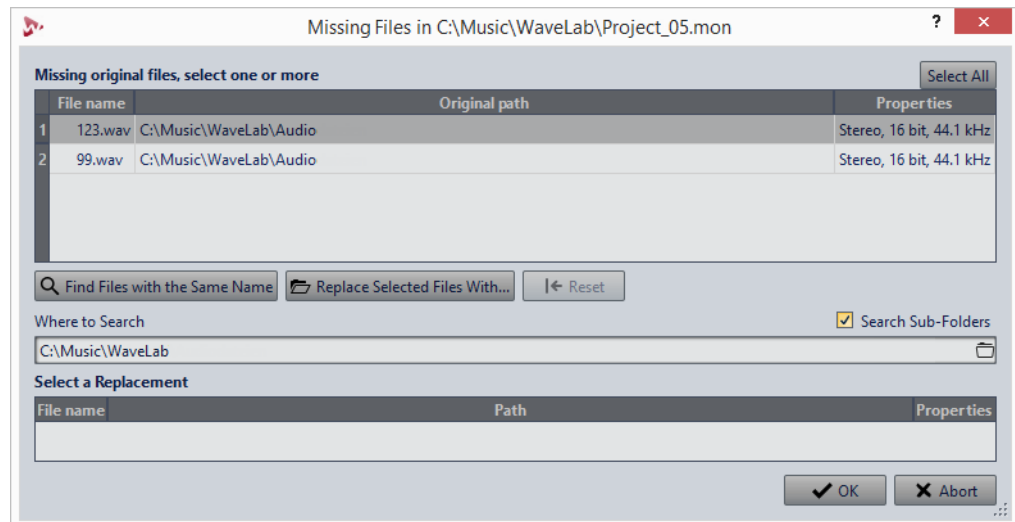 Missing Files in C:\Music\WaveLab\Project_05.mon
?
Missing original files, select one or more
Select All
File name Original path Properties
1 123.wav C:\Music\WaveLab\Audio Stereo, 16 bit, 44.1 kHz
2 99.wav C:\Music\WaveLab\Audio Stereo, 16 bit, 44.1 kHz
Find Files with the Same Name Replace Selected Files With... Reset
Where to Search Search Sub-Folders
C:\Music\WaveLab
Select a Replacement
File name Path Properties
OK Abort